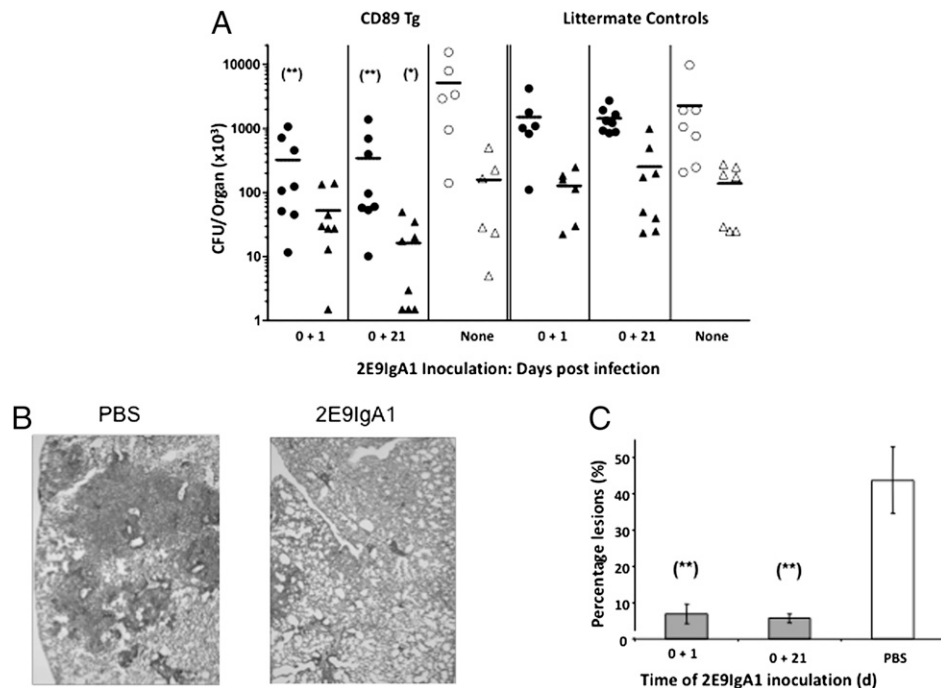 A
CD89 Tg Littermate Controls
CFU/ Organ (x10³)
10000
1000
100
10
1
(**) (**) (*)
0 + 1 0 + 21 None 0 + 1 0 + 21 None
2E9IgA1 Inoculation: Days post infection
B
PBS 2E9IgA1
C
Percentage lesions (%)
50
40
30
20
10
0
(**) (**)
0 + 1 0 + 21 PBS
Time of 2E9IgA1 inoculation (d)